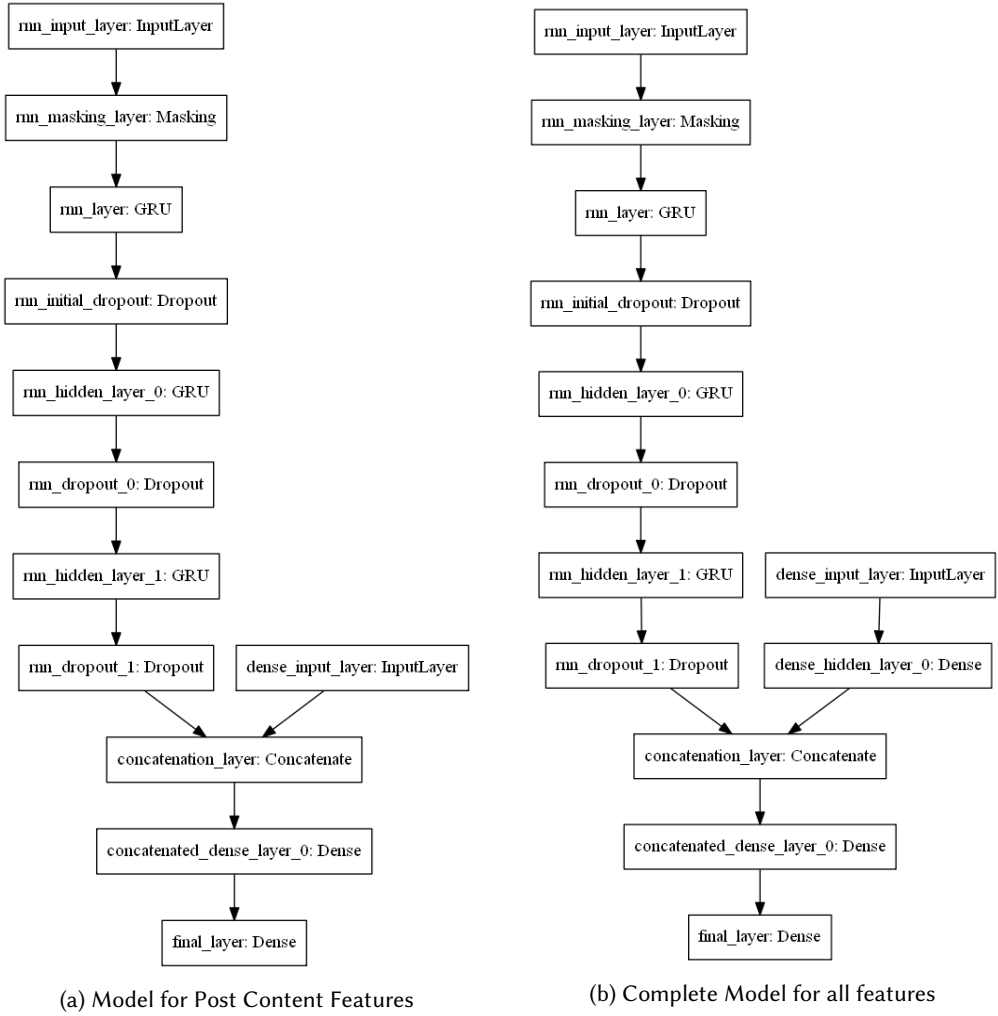 rnn_input_layer: InputLayer
rnn_masking_layer: Masking
rnn_layer: GRU
rnn_initial_dropout: Dropout
rnn_hidden_layer_0: GRU
rnn_dropout_0: Dropout
rnn_hidden_layer_1: GRU
rnn_dropout_1: Dropout
dense_input_layer: InputLayer
concatenation_layer: Concatenate
concatenated_dense_layer_0: Dense
final_layer: Dense
(a) Model for Post Content Features
rnn_input_layer: InputLayer
rnn_masking_layer: Masking
rnn_layer: GRU
rnn_initial_dropout: Dropout
rnn_hidden_layer_0: GRU
rnn_dropout_0: Dropout
rnn_hidden_layer_1: GRU
dense_input_layer: InputLayer
rnn_dropout_1: Dropout
dense_hidden_layer_0: Dense
concatenation_layer: Concatenate
concatenated_dense_layer_0: Dense
final_layer: Dense
(b) Complete Model for all features